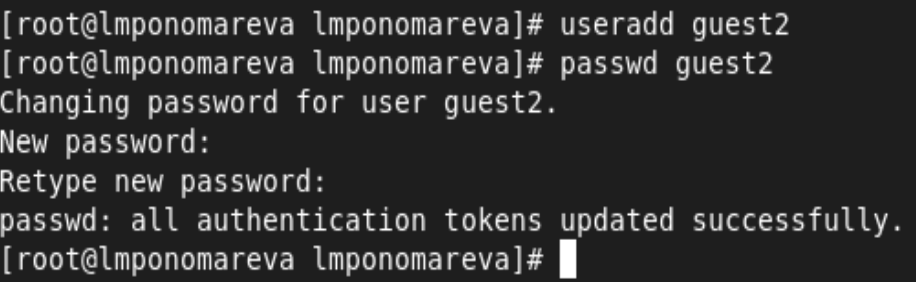 [root@lmponomareva lmponomareva]# useradd guest2
[root@lmponomareva lmponomareva]# passwd guest2
Changing password for user guest2.
New password:
Retype new password:
passwd: all authentication tokens updated successfully.
[root@lmponomareva lmponomareva]#